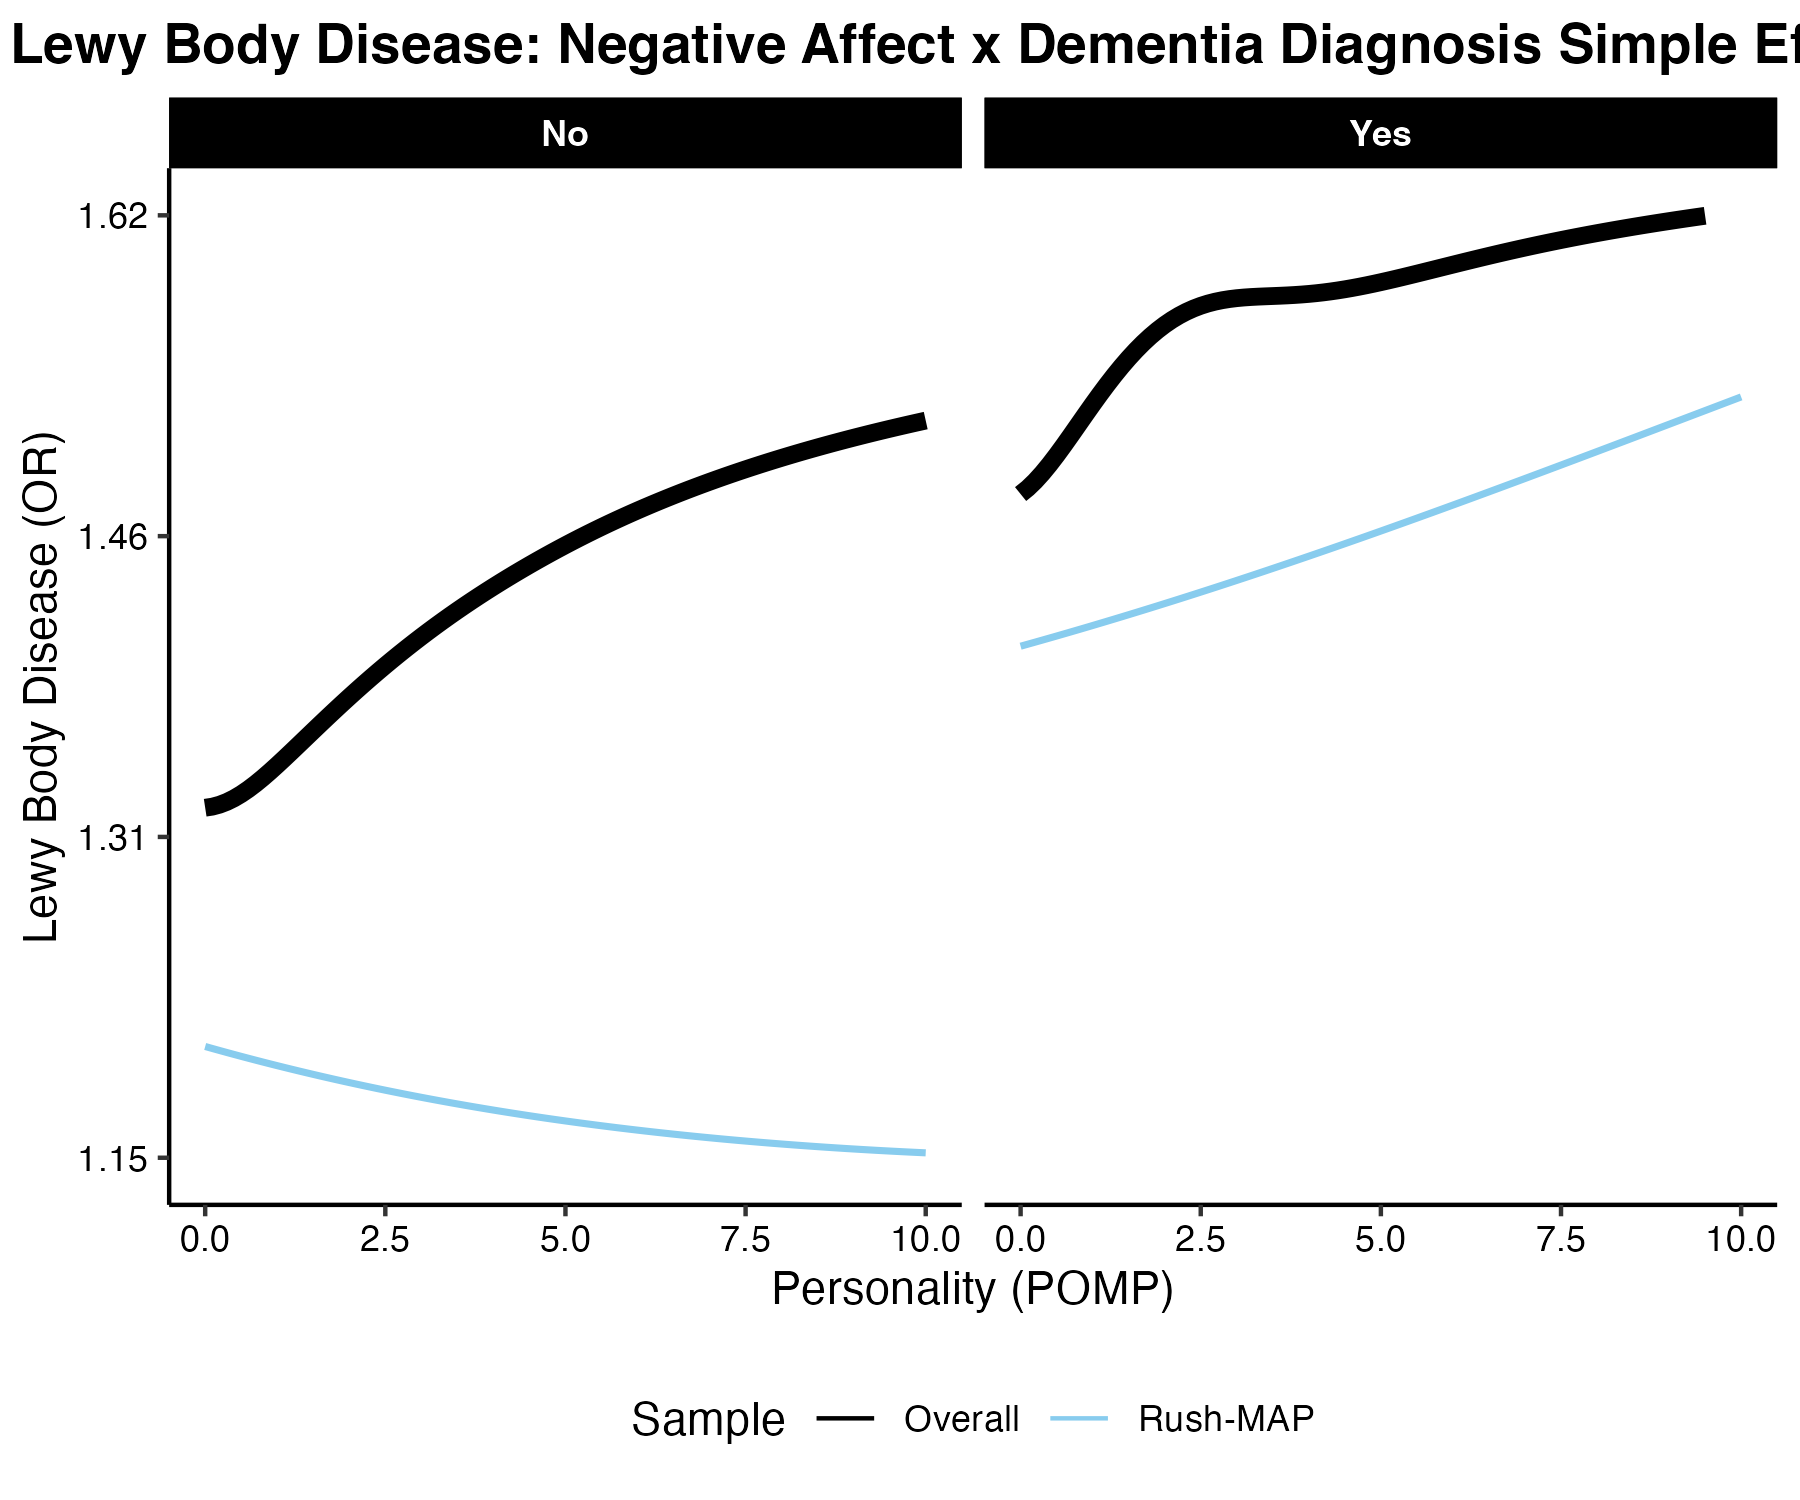 Lewy Body Disease: Negative Affect x Dementia Diagnosis Simple Ef
No
Yes
Lewy Body Disease (OR)
1.62
1.46
1.31
1.15
0.0 2.5 5.0 7.5 10.0
0.0 2.5 5.0 7.5 10.0
Personality (POMP)
Sample Overall Rush-MAP